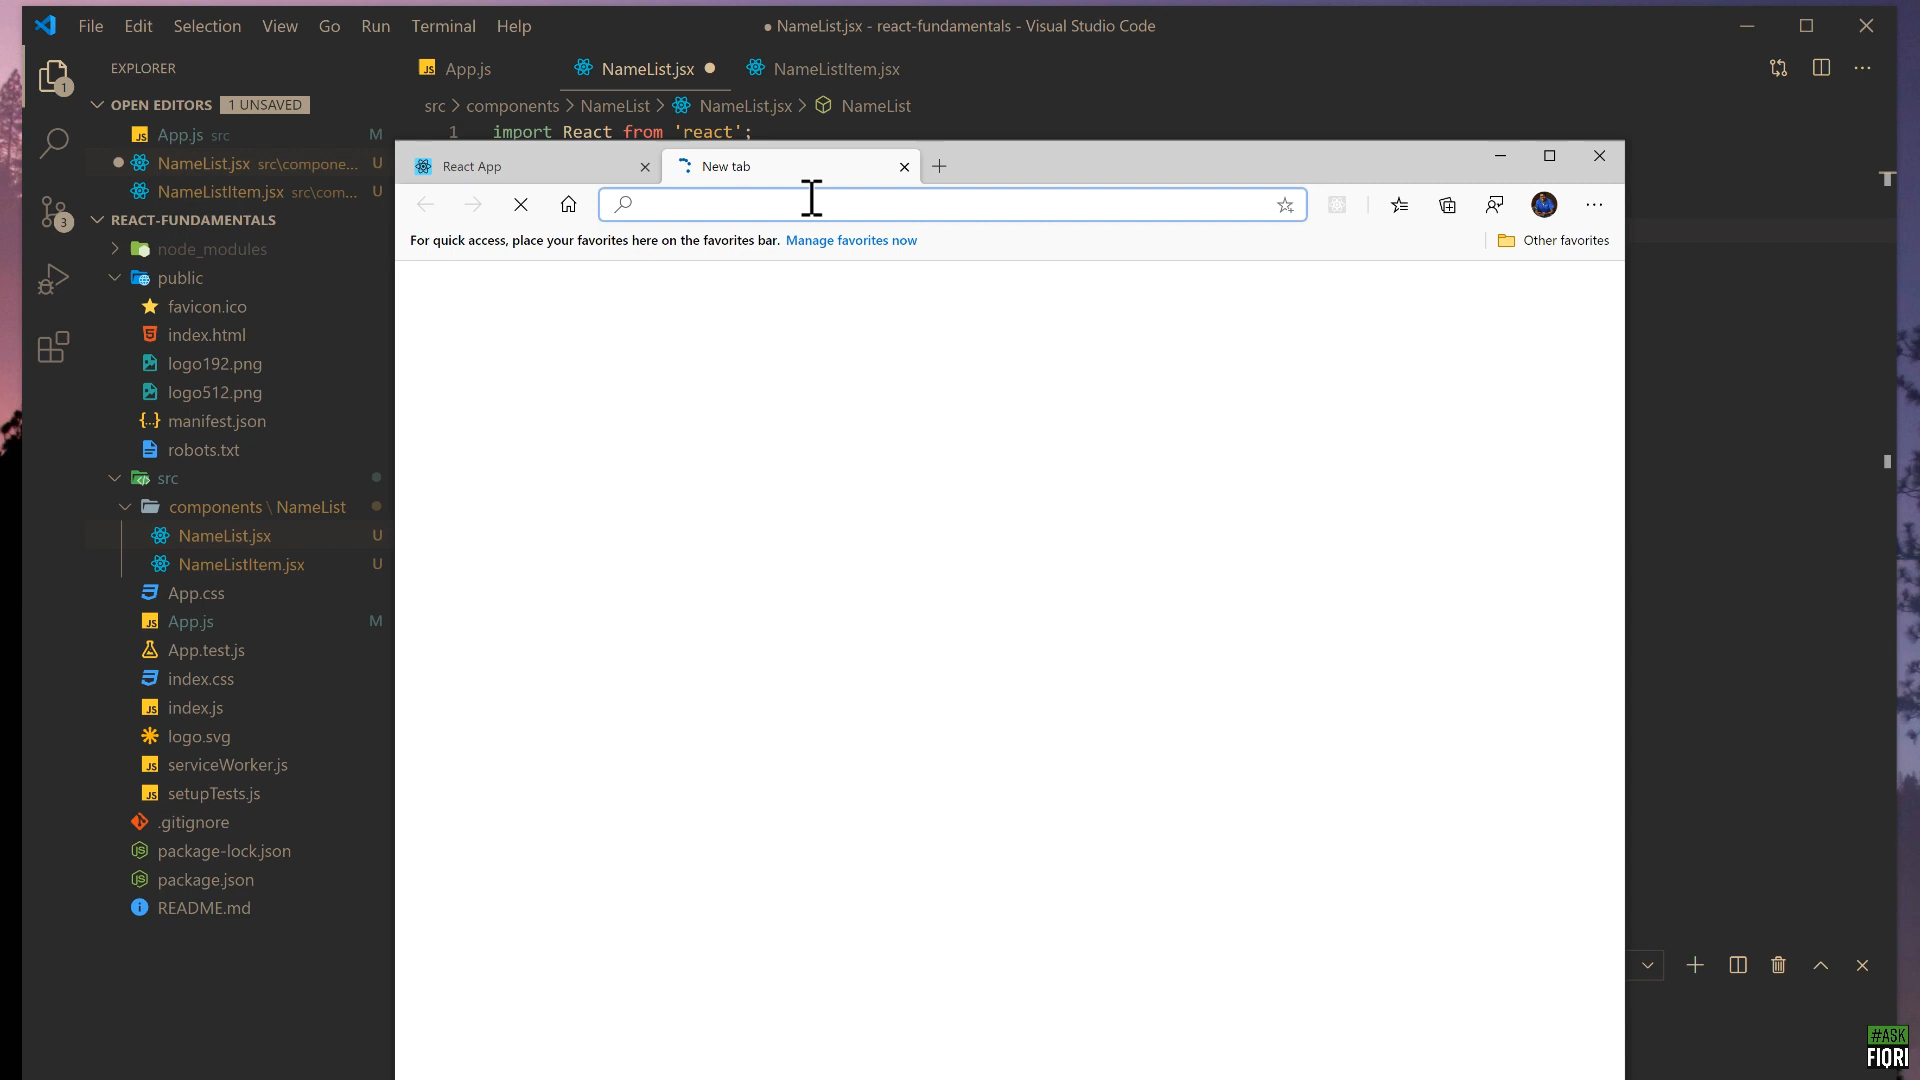 File Edit Selection View Go Run Terminal Help
● NameList.jsx - react-fundamentals - Visual Studio Code
EXPLORER
OPEN EDITORS 1 UNSAVED
App.js src M
NameList.jsx src\compone... U
NameListItem.jsx src\com... U
REACT-FUNDAMENTALS
node_modules
public
favicon.ico
index.html
logo192.png
logo512.png
manifest.json
robots.txt
src
components \ NameList
NameList.jsx U
NameListItem.jsx U
App.css
App.js M
App.test.js
index.css
index.js
logo.svg
serviceWorker.js
setupTests.js
.gitignore
package-lock.json
package.json
README.md
1
3
App.js NameList.jsx NameListItem.jsx
src > components > NameList > NameList.jsx > NameList
1 import React from 'react';
React App
New tab
For quick access, place your favorites here on the favorites bar. Manage favorites now
Other favorites
#ASK
FIQRI